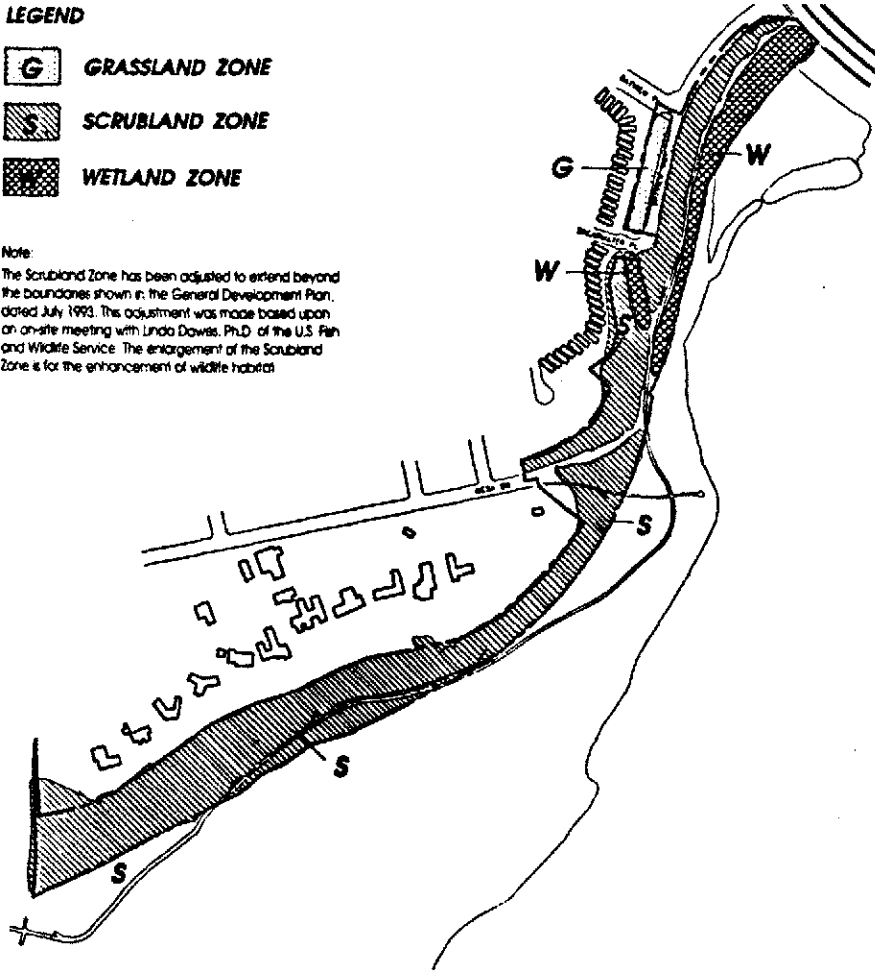 LEGEND
G GRASSLAND ZONE
S SCRUBLAND ZONE
W WETLAND ZONE
Note:
The Scrubland Zone has been adjusted to extend beyond
the boundaries shown in the General Development Plan,
dated July 1993. This adjustment was made based upon
an on-site meeting with Linda Dawes, Ph.D. of the U.S. Fish
and Wildlife Service. The enlargement of the Scrubland
Zone is for the enhancement of wildlife habitat
G
W
W
S
S
S
S